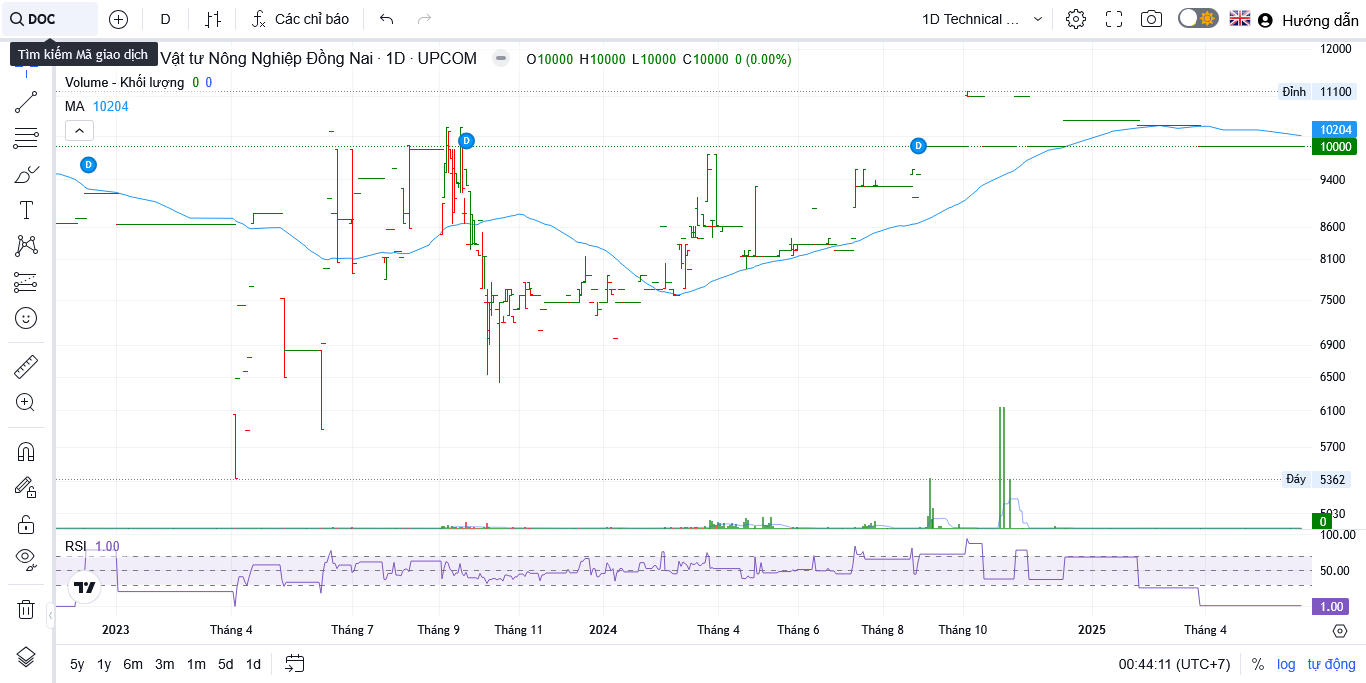 DOC D Các chỉ báo 1D Technical ... Hướng dẫn
Tìm kiếm Mã giao dịch
Vật tư Nông Nghiệp Đồng Nai · 1D · UPCOM O10000 H10000 L10000 C10000 0 (0.00%)
Volume - Khối lượng 0 0
MA 10204
D
D
D
12000
Đỉnh 11100
10204
10000
9400
8600
8100
7500
6900
6500
6100
5700
Đáy 5362
0
100.00
RSI 1.00
50.00
1.00
2023 Tháng 4 Tháng 7 Tháng 9 Tháng 11 2024 Tháng 4 Tháng 6 Tháng 8 Tháng 10 2025 Tháng 4
5y 1y 6m 3m 1m 5d 1d 00:44:11 (UTC+7) % log tự động